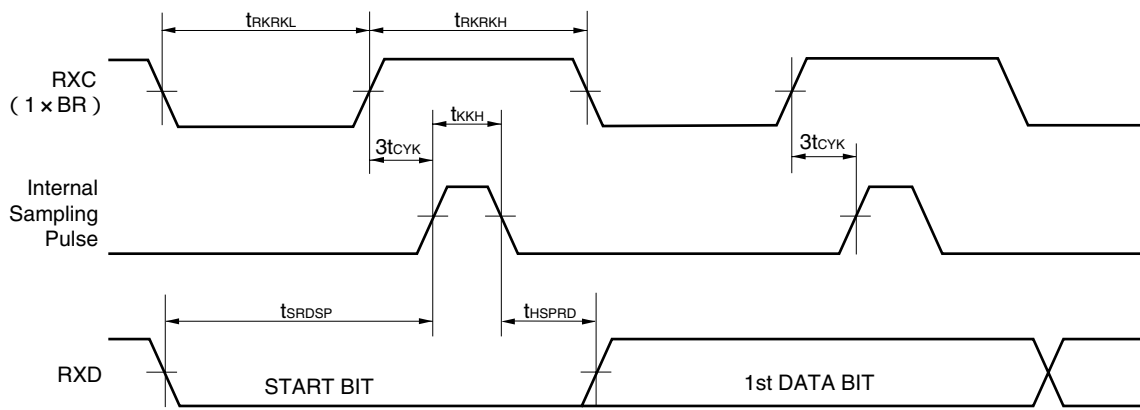 tRKRKL
tRKRKH
RXC
( 1 × BR )
tKKH
3tCYK
3tCYK
Internal
Sampling
Pulse
tSRDSP
tHSPRD
RXD
START BIT
1st DATA BIT